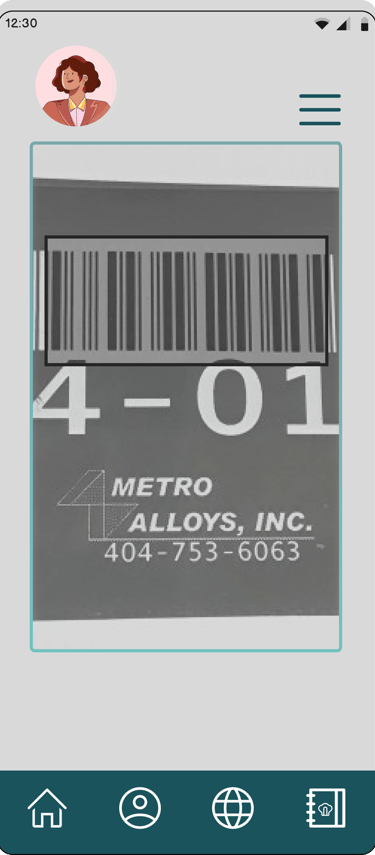 12:30
4-01
METRO
ALLOYS, INC.
404-753-6063